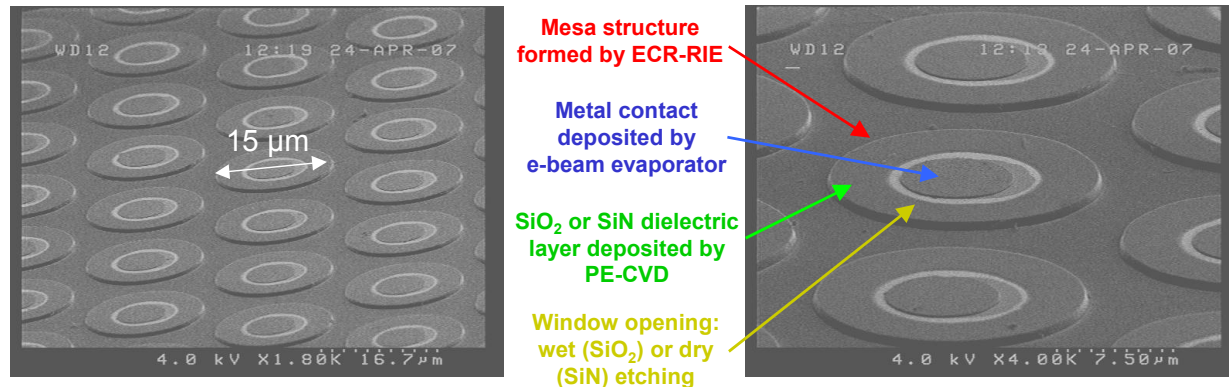 WD12 12:19 24-APR-07
15 µm
4.0 kV X1.80K 16.7µm
Mesa structure
formed by ECR-RIE
Metal contact
deposited by
e-beam evaporator
SiO₂ or SiN dielectric
layer deposited by
PE-CVD
Window opening:
wet (SiO₂) or dry
(SiN) etching
WD12 12:13 24-APR-07
4.0 kV X4.00K 7.50µm